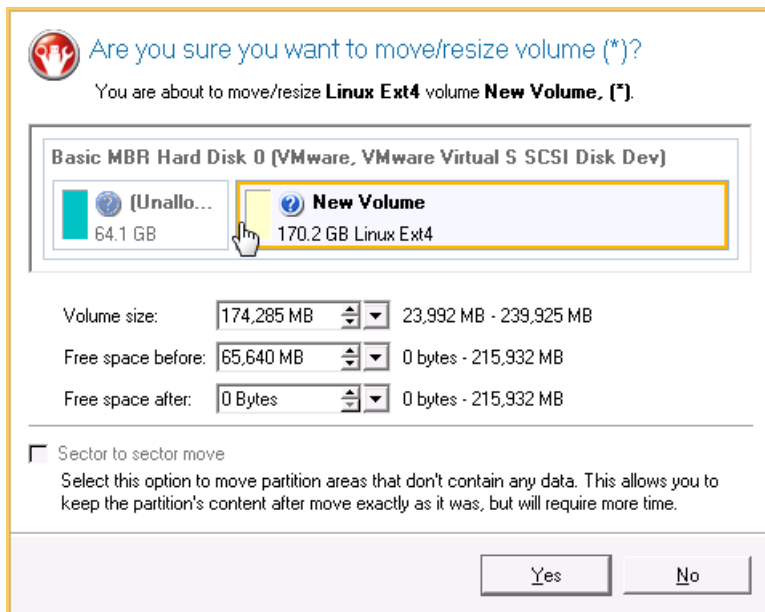 Are you sure you want to move/resize volume (*)?
You are about to move/resize Linux Ext4 volume New Volume, (*).
Basic MBR Hard Disk 0 (VMware, VMware Virtual S SCSI Disk Dev)
(Unallo...
64.1 GB
New Volume
170.2 GB Linux Ext4
Volume size: 174,285 MB 23,992 MB - 239,925 MB
Free space before: 65,640 MB 0 bytes - 215,932 MB
Free space after: 0 Bytes 0 bytes - 215,932 MB
Sector to sector move
Select this option to move partition areas that don't contain any data. This allows you to
keep the partition's content after move exactly as it was, but will require more time.
Yes No